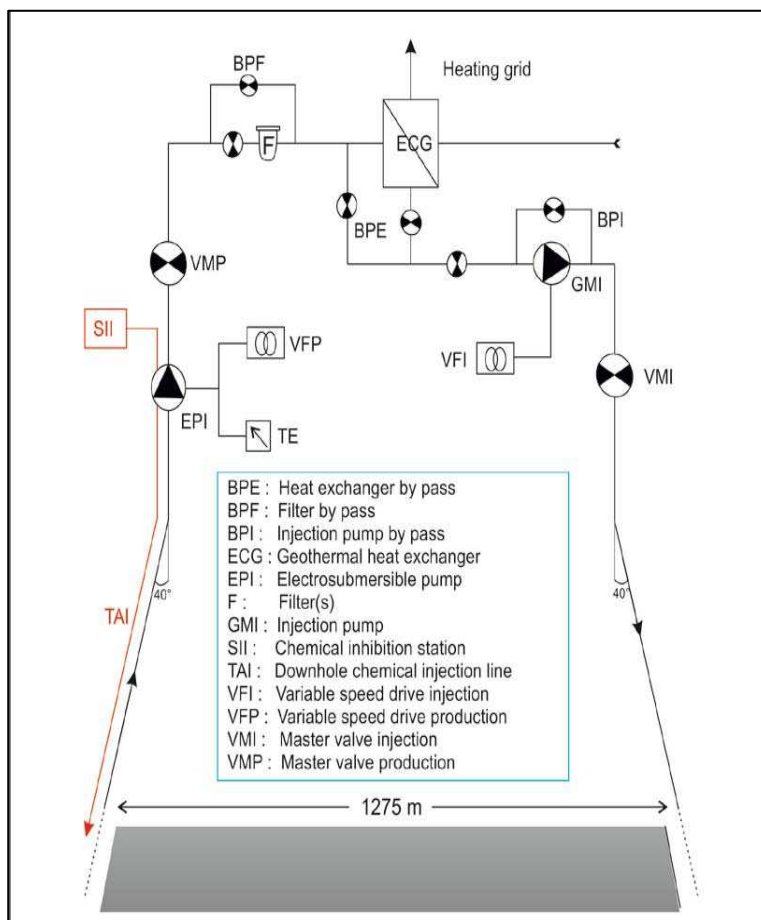 BPF
Heating grid
F
ECG
BPE
BPI
VMP
GMI
SII
VFP
VFI
VMI
EPI
TE
BPE : Heat exchanger by pass
BPF : Filter by pass
BPI : Injection pump by pass
ECG : Geothermal heat exchanger
EPI : Electrosubmersible pump
F : Filter(s)
GMI : Injection pump
SII : Chemical inhibition station
TAI : Downhole chemical injection line
VFI : Variable speed drive injection
VFP : Variable speed drive production
VMI : Master valve injection
VMP : Master valve production
40°
40°
TAI
1275 m